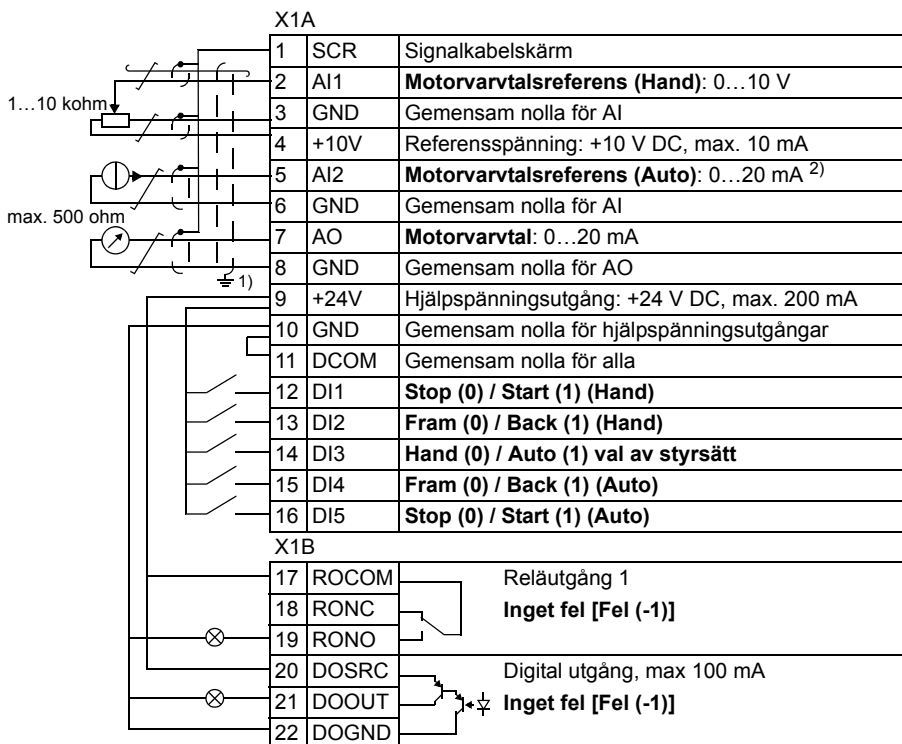 X1A
1 SCR Signalkabelskärm
2 AI1 Motorvarvtalsreferens (Hand): 0…10 V
1…10 kohm
3 GND Gemensam nolla för AI
4 +10V Referensspänning: +10 V DC, max. 10 mA
5 AI2 Motorvarvtalsreferens (Auto): 0…20 mA 2)
6 GND Gemensam nolla för AI
max. 500 ohm
7 AO Motorvarvtal: 0…20 mA
8 GND Gemensam nolla för AO
1)
9 +24V Hjälpspänningsutgång: +24 V DC, max. 200 mA
10 GND Gemensam nolla för hjälpspänningsutgångar
11 DCOM Gemensam nolla för alla
12 DI1 Stop (0) / Start (1) (Hand)
13 DI2 Fram (0) / Back (1) (Hand)
14 DI3 Hand (0) / Auto (1) val av styrsätt
15 DI4 Fram (0) / Back (1) (Auto)
16 DI5 Stop (0) / Start (1) (Auto)
X1B
17 ROCOM Reläutgång 1
18 RONC Inget fel [Fel (-1)]
19 RONO
20 DOSRC Digital utgång, max 100 mA
21 DOOUT Inget fel [Fel (-1)]
22 DOGND